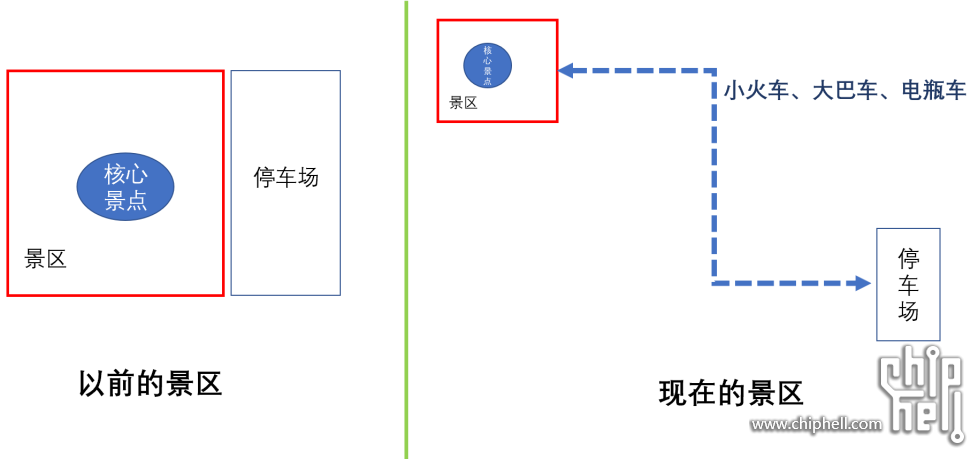 核心
景点
景区
停车场
以前的景区
核
心
景
点
景区
小火车、大巴车、电瓶车
停
车
场
现在的景区
chip
hell
www.chiphell.com